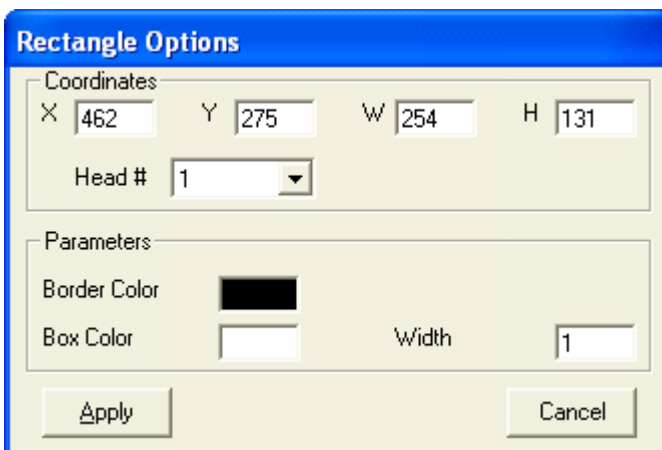 Rectangle Options
Coordinates
X 462 Y 275 W 254 H 131
Head # 1
Parameters
Border Color
Box Color Width 1
Apply Cancel